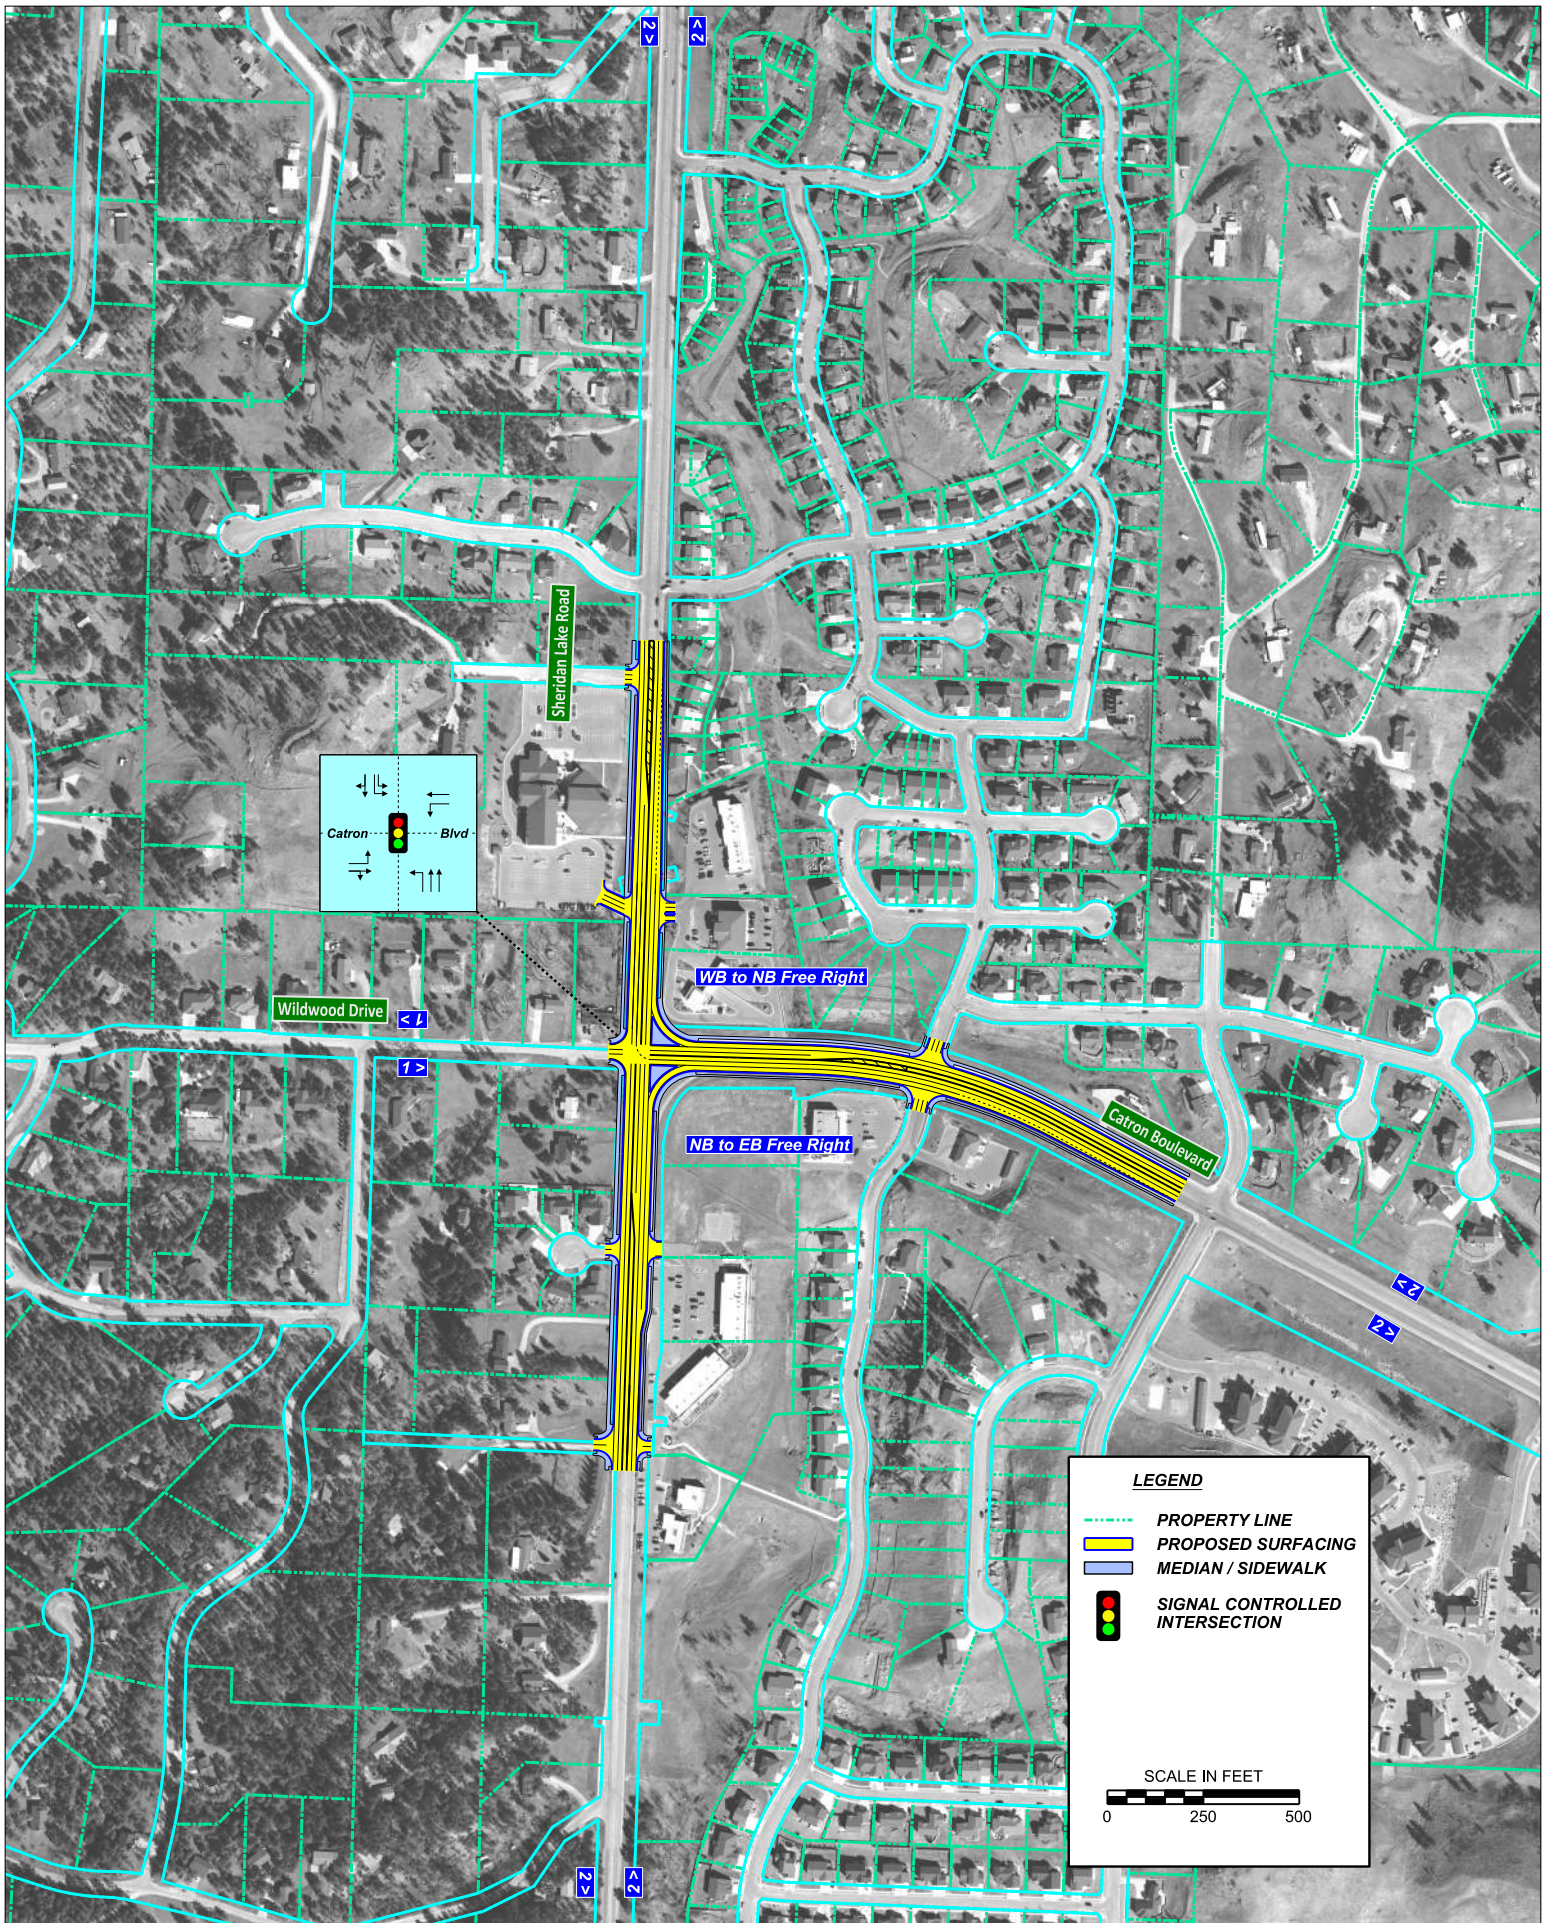 2 >
2 >
Sheridan Lake Road
Catron
Blvd
WB to NB Free Right
Wildwood Drive
1 >
1 >
Catron Boulevard
NB to EB Free Right
2 >
2 >
LEGEND
PROPERTY LINE
PROPOSED SURFACING
MEDIAN / SIDEWALK
SIGNAL CONTROLLED
INTERSECTION
SCALE IN FEET
0 250 500
2 >
2 >